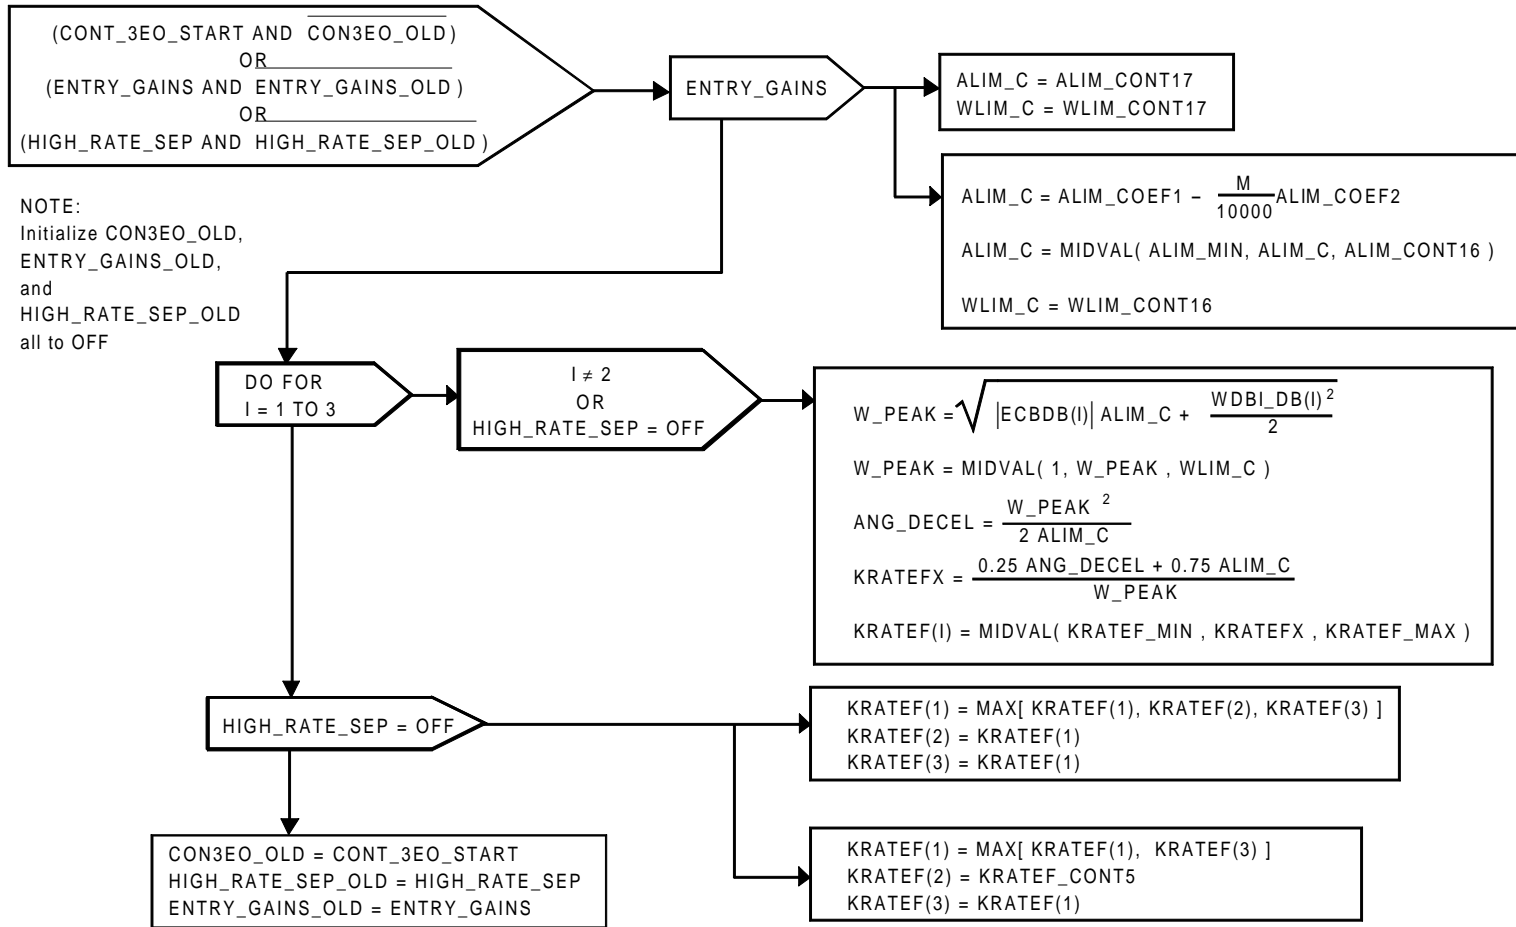 (CONT_3EO_START AND CON3EO_OLD)
OR
(ENTRY_GAINS AND ENTRY_GAINS_OLD)
OR
(HIGH_RATE_SEP AND HIGH_RATE_SEP_OLD)
ENTRY_GAINS
ALIM_C = ALIM_CONT17
WLIM_C = WLIM_CONT17
ALIM_C = ALIM_COEF1 – M/10000 ALIM_COEF2
ALIM_C = MIDVAL( ALIM_MIN, ALIM_C, ALIM_CONT16 )
WLIM_C = WLIM_CONT16
NOTE:
Initialize CON3EO_OLD,
ENTRY_GAINS_OLD,
and
HIGH_RATE_SEP_OLD
all to OFF
DO FOR
I = 1 TO 3
I ≠ 2
OR
HIGH_RATE_SEP = OFF
W_PEAK = √ |ECBDB(I)| ALIM_C + WDBI_DB(I)²/2
W_PEAK = MIDVAL( 1, W_PEAK , WLIM_C )
ANG_DECEL = W_PEAK ²/2 ALIM_C
KRATEFX = 0.25 ANG_DECEL + 0.75 ALIM_C/W_PEAK
KRATEF(I) = MIDVAL( KRATEF_MIN , KRATEFX , KRATEF_MAX )
HIGH_RATE_SEP = OFF
KRATEF(1) = MAX[ KRATEF(1), KRATEF(2), KRATEF(3) ]
KRATEF(2) = KRATEF(1)
KRATEF(3) = KRATEF(1)
KRATEF(1) = MAX[ KRATEF(1), KRATEF(3) ]
KRATEF(2) = KRATEF_CONT5
KRATEF(3) = KRATEF(1)
CON3EO_OLD = CONT_3EO_START
HIGH_RATE_SEP_OLD = HIGH_RATE_SEP
ENTRY_GAINS_OLD = ENTRY_GAINS